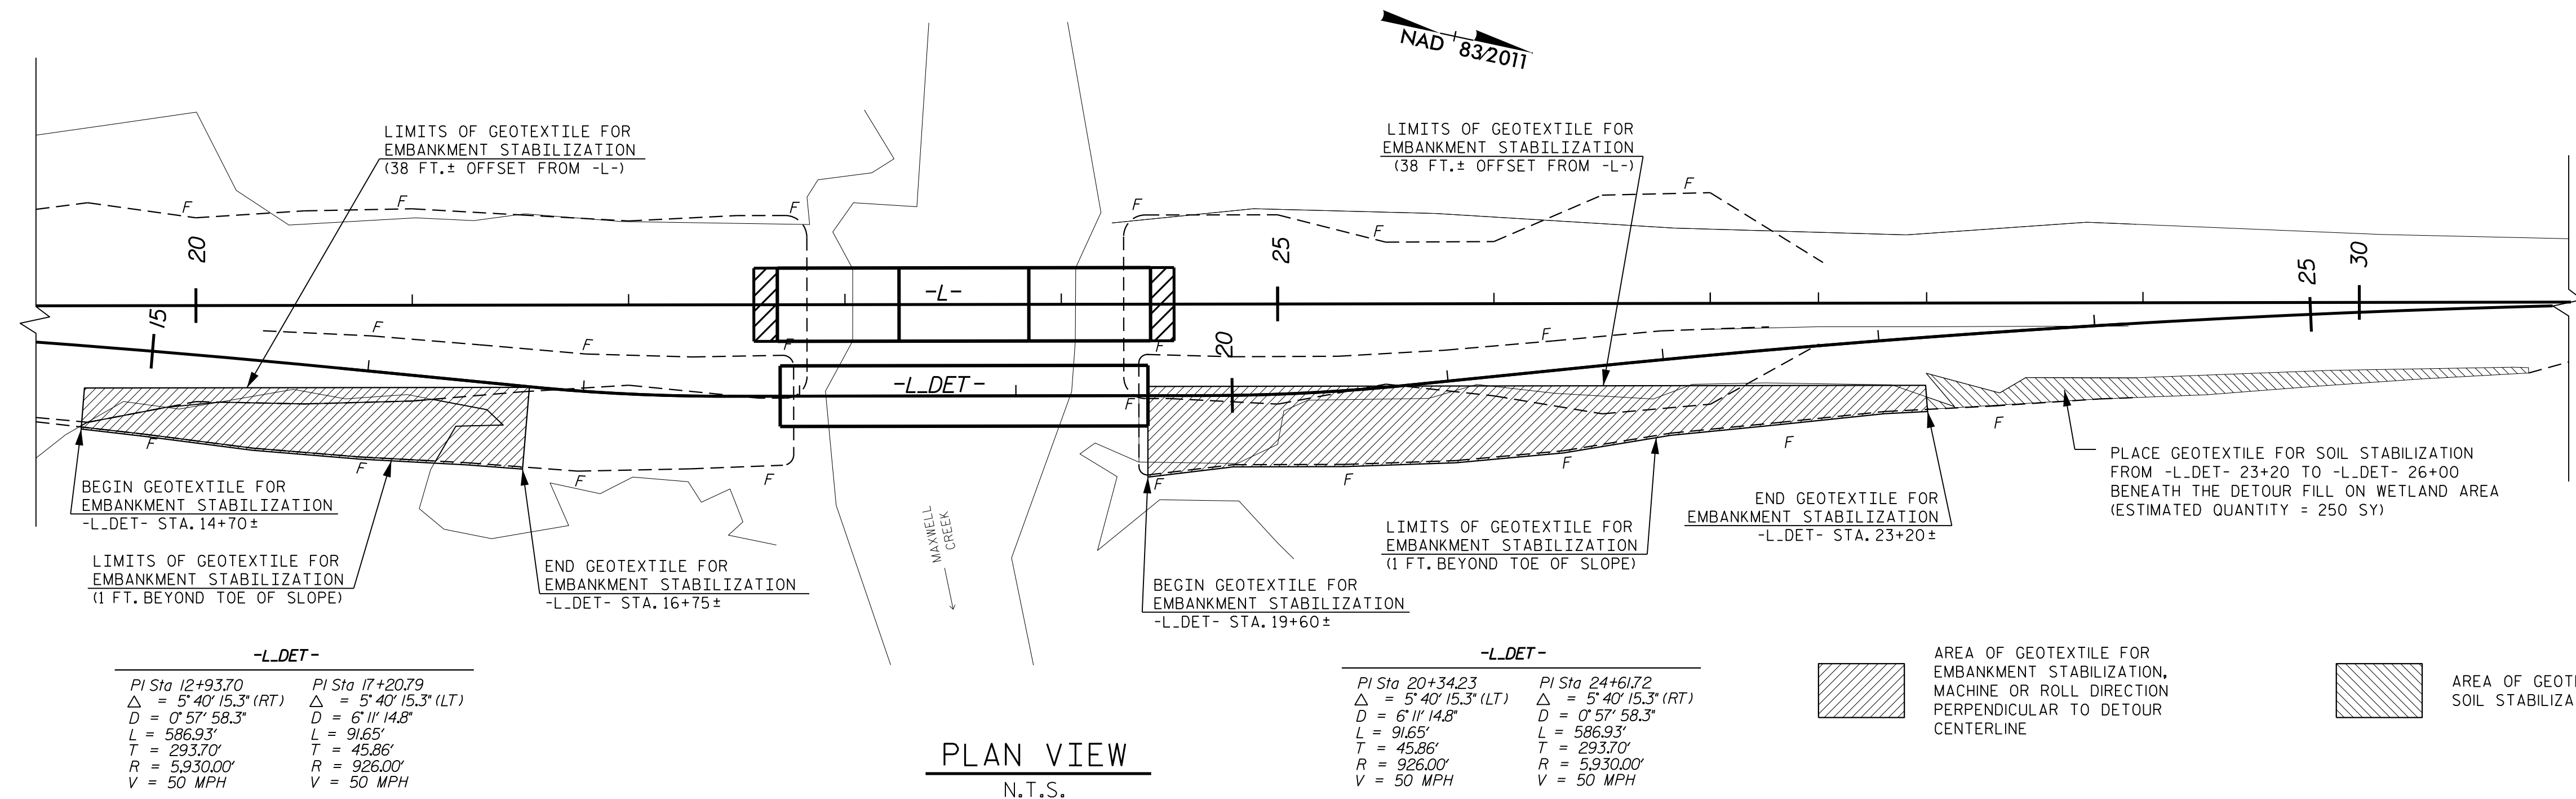 NAD 83/2011
LIMITS OF GEOTEXTILE FOR
EMBANKMENT STABILIZATION
(38 FT.± OFFSET FROM -L-)
LIMITS OF GEOTEXTILE FOR
EMBANKMENT STABILIZATION
(38 FT.± OFFSET FROM -L-)
F
F
F
F
F
F
20
25
25
30
-L-
15
F
F
F
20
F
F
-L_DET-
F
F
F
F
F
F
F
F
F
F
F
BEGIN GEOTEXTILE FOR
EMBANKMENT STABILIZATION
-L_DET- STA. 14+70±
LIMITS OF GEOTEXTILE FOR
EMBANKMENT STABILIZATION
(1 FT. BEYOND TOE OF SLOPE)
END GEOTEXTILE FOR
EMBANKMENT STABILIZATION
-L_DET- STA. 16+75±
MAXWELL
CREEK
BEGIN GEOTEXTILE FOR
EMBANKMENT STABILIZATION
-L_DET- STA. 19+60±
LIMITS OF GEOTEXTILE FOR
EMBANKMENT STABILIZATION
(1 FT. BEYOND TOE OF SLOPE)
END GEOTEXTILE FOR
EMBANKMENT STABILIZATION
-L_DET- STA. 23+20±
PLACE GEOTEXTILE FOR SOIL STABILIZATION
FROM -L_DET- 23+20 TO -L_DET- 26+00
BENEATH THE DETOUR FILL ON WETLAND AREA
(ESTIMATED QUANTITY = 250 SY)
-L_DET-
PI Sta 12+93.70
△ = 5° 40' 15.3" (RT)
D = 0° 57' 58.3"
L = 586.93'
T = 293.70'
R = 5,930.00'
V = 50 MPH
PI Sta 17+20.79
△ = 5° 40' 15.3" (LT)
D = 6° 11' 14.8"
L = 91.65'
T = 45.86'
R = 926.00'
V = 50 MPH
PLAN VIEW
N.T.S.
-L_DET-
PI Sta 20+34.23
△ = 5° 40' 15.3" (LT)
D = 6° 11' 14.8"
L = 91.65'
T = 45.86'
R = 926.00'
V = 50 MPH
PI Sta 24+61.72
△ = 5° 40' 15.3" (RT)
D = 0° 57' 58.3"
L = 586.93'
T = 293.70'
R = 5,930.00'
V = 50 MPH
AREA OF GEOTEXTILE FOR
EMBANKMENT STABILIZATION,
MACHINE OR ROLL DIRECTION
PERPENDICULAR TO DETOUR
CENTERLINE
AREA OF
SOIL